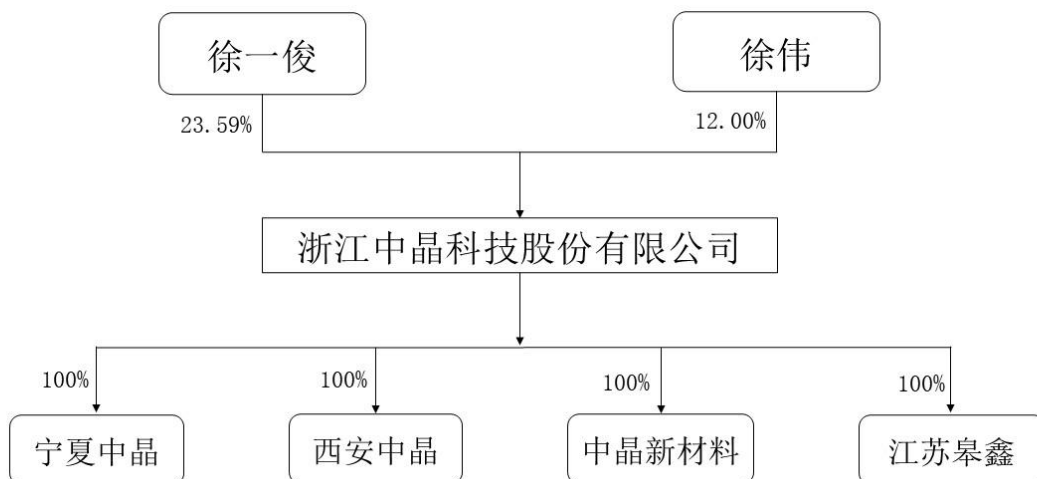 徐一俊
徐伟
23.59%
12.00%
浙江中晶科技股份有限公司
100%
100%
100%
100%
宁夏中晶
西安中晶
中晶新材料
江苏皋鑫